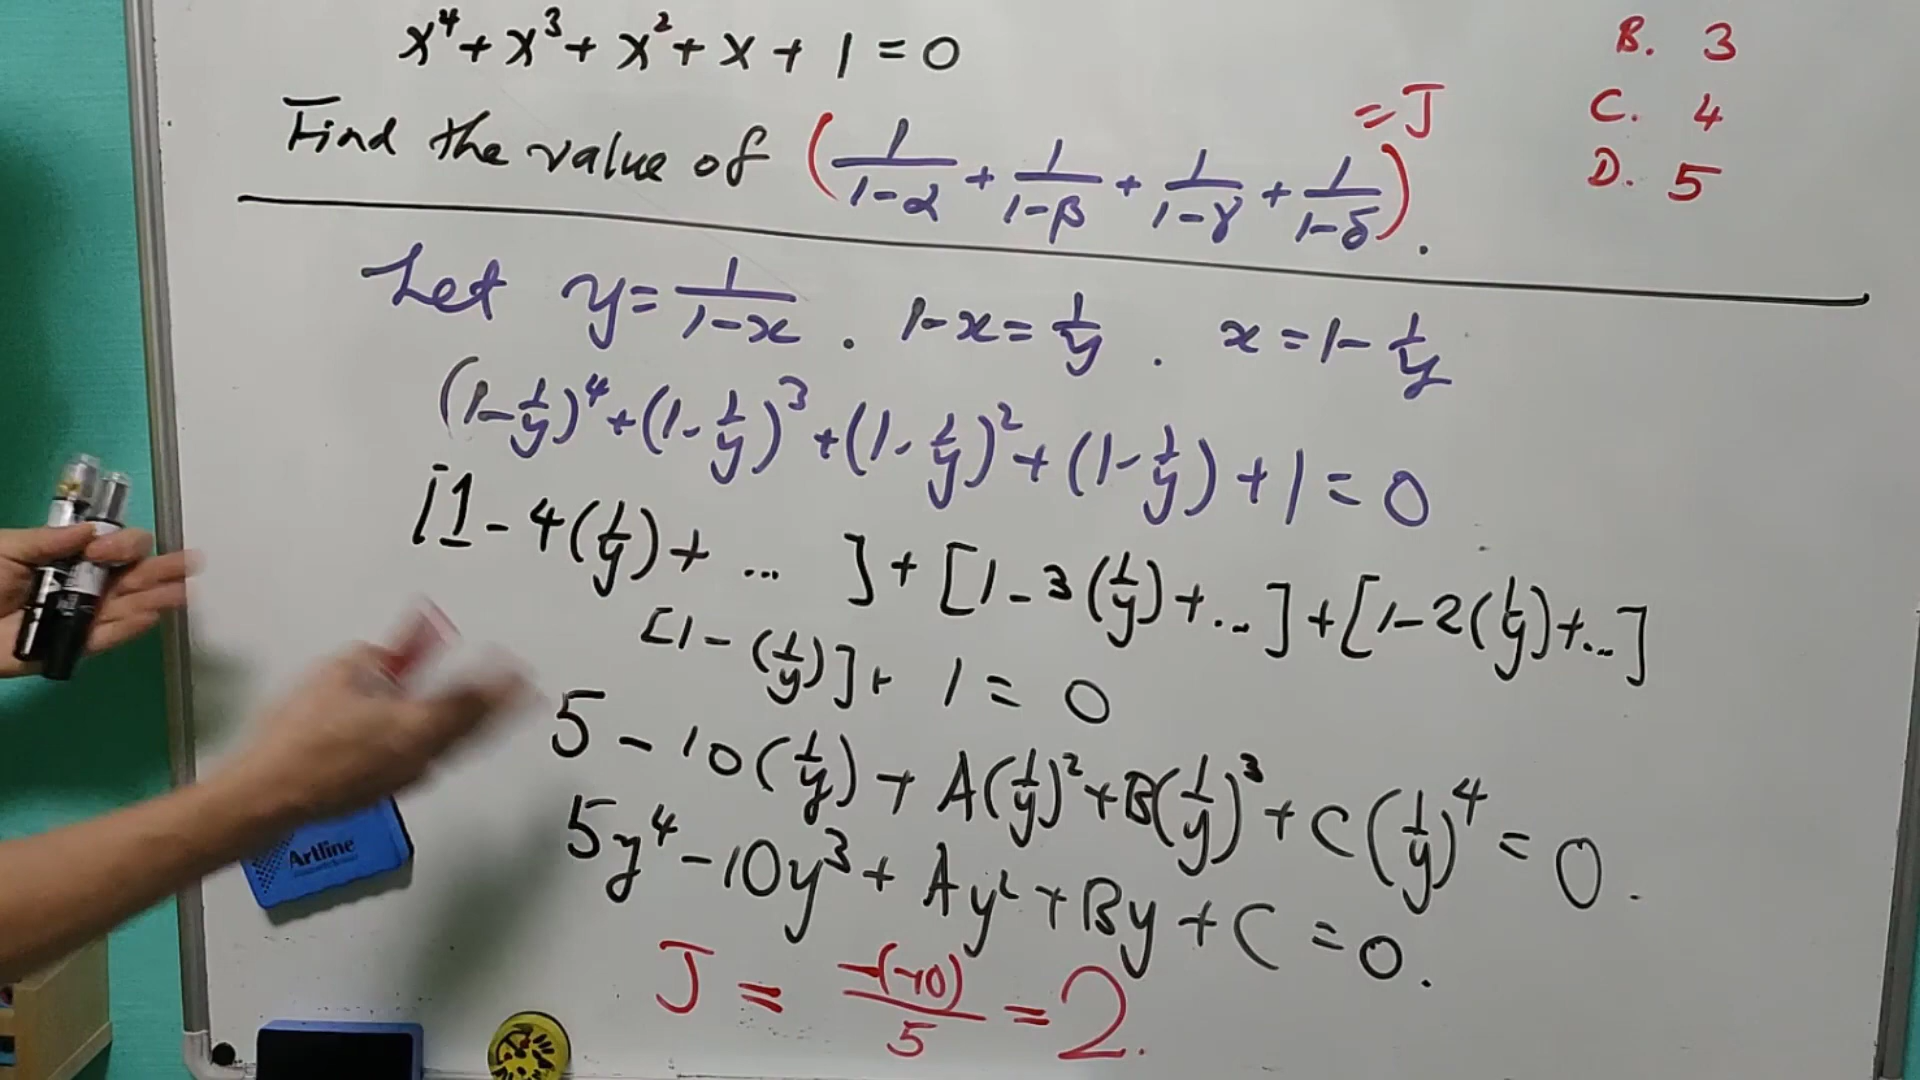 x⁴ + x³ + x² + x + 1 = 0
B. 3
Find the value of (1/(1-α) + 1/(1-β) + 1/(1-γ) + 1/(1-δ)) = J.
C. 4
D. 5
Let y = 1/(1-x) . 1-x = 1/y . x = 1 - 1/y
(1-1/y)⁴ + (1-1/y)³ + (1-1/y)² + (1-1/y) + 1 = 0
[1 - 4(1/y) + ... ] + [1 - 3(1/y) + ...] + [1 - 2(1/y) + ...]
[1 - (1/y)] + 1 = 0
5 - 10(1/y) + A(1/y)² + B(1/y)³ + C(1/y)⁴ = 0.
5y⁴ - 10y³ + Ay² + By + C = 0.
J = -(-10)/5 = 2.
Artline